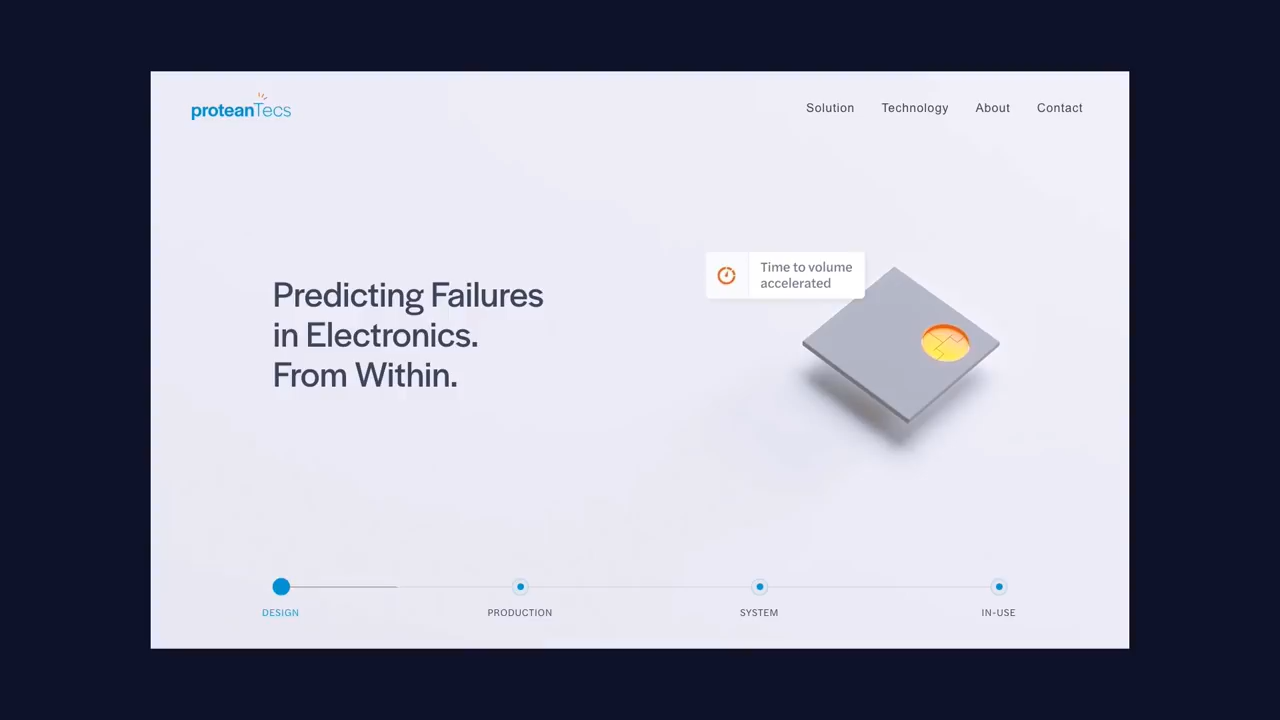 proteanTecs
Solution
Technology
About
Contact
Time to volume
accelerated
Predicting Failures
in Electronics.
From Within.
DESIGN
PRODUCTION
SYSTEM
IN-USE